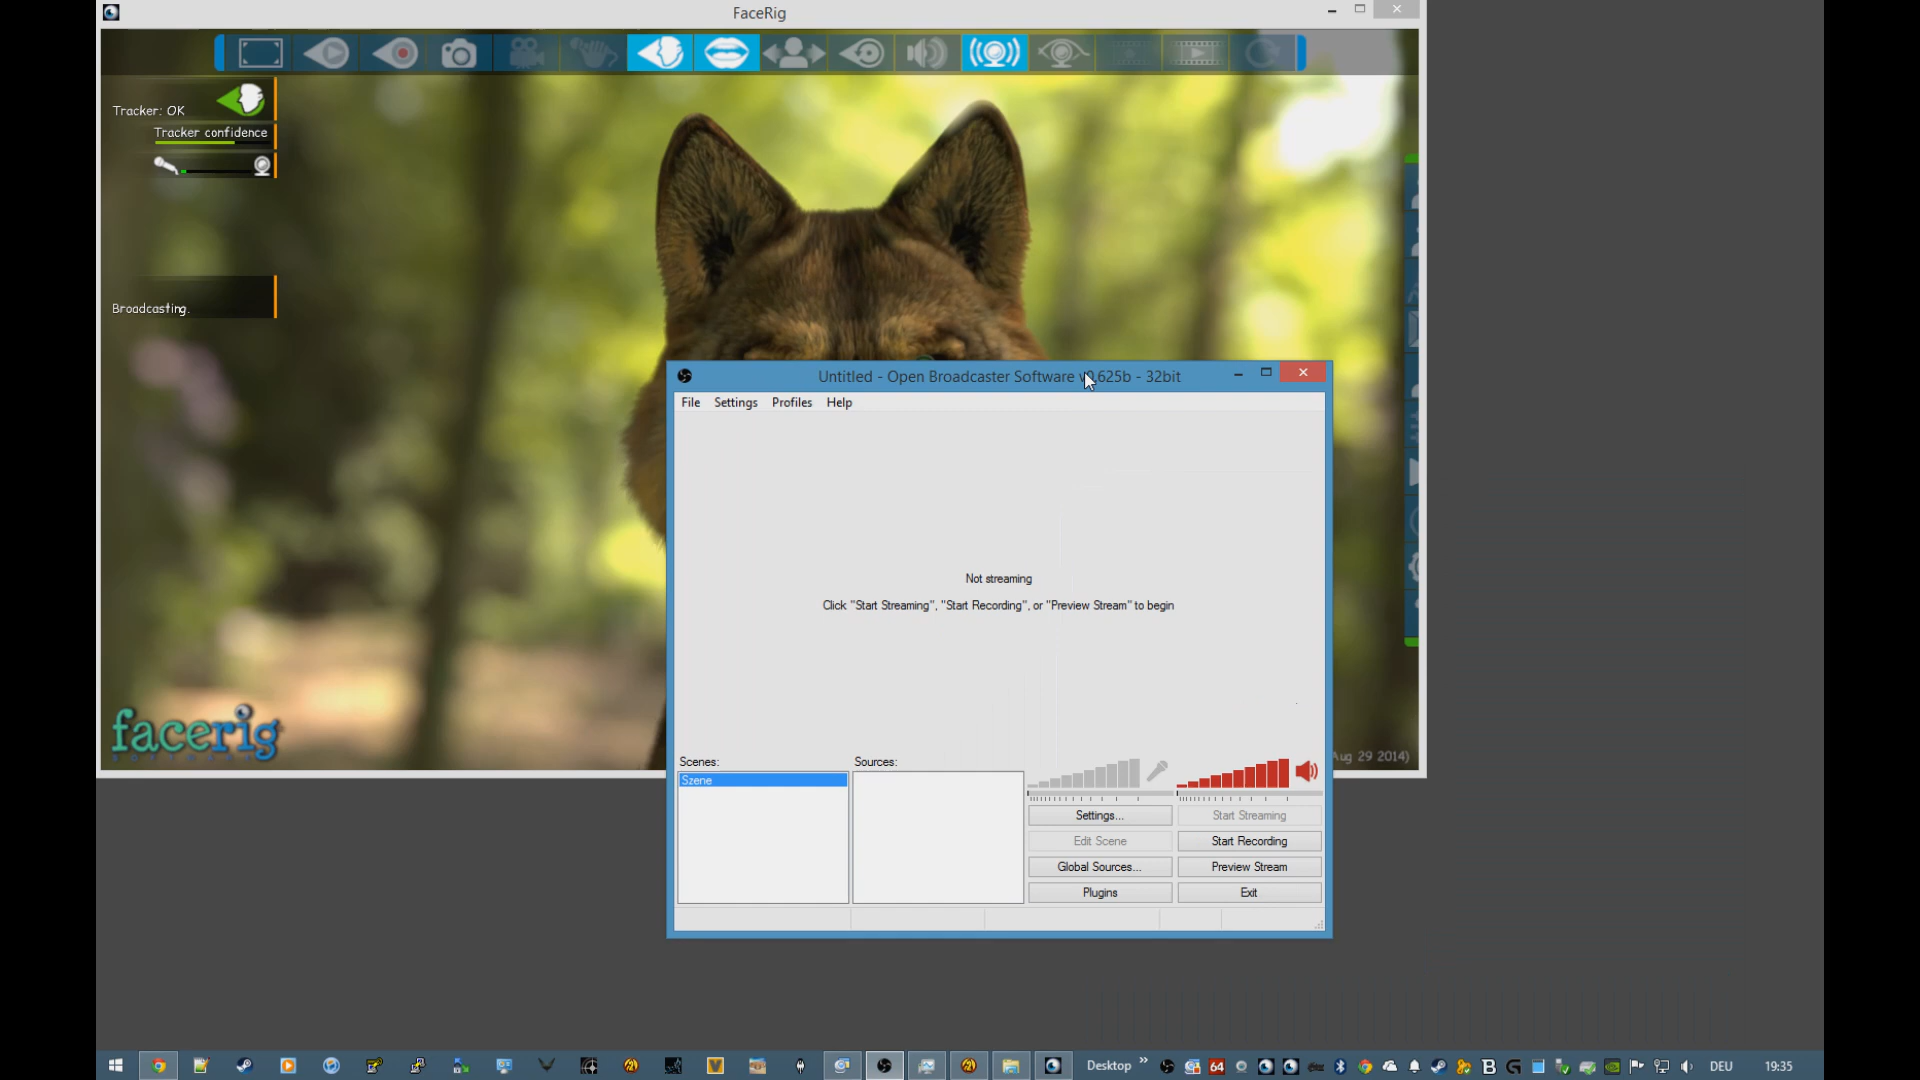 FaceRig
Tracker: OK
Tracker confidence
Broadcasting.
facerig
Aug 29 2014)
Untitled - Open Broadcaster Software v0.625b - 32bit
File Settings Profiles Help
Not streaming
Click "Start Streaming", "Start Recording", or "Preview Stream" to begin
Scenes: Sources:
Szene
Settings... Start Streaming
Edit Scene Start Recording
Global Sources... Preview Stream
Plugins Exit
Desktop » 64 DEU 19:35